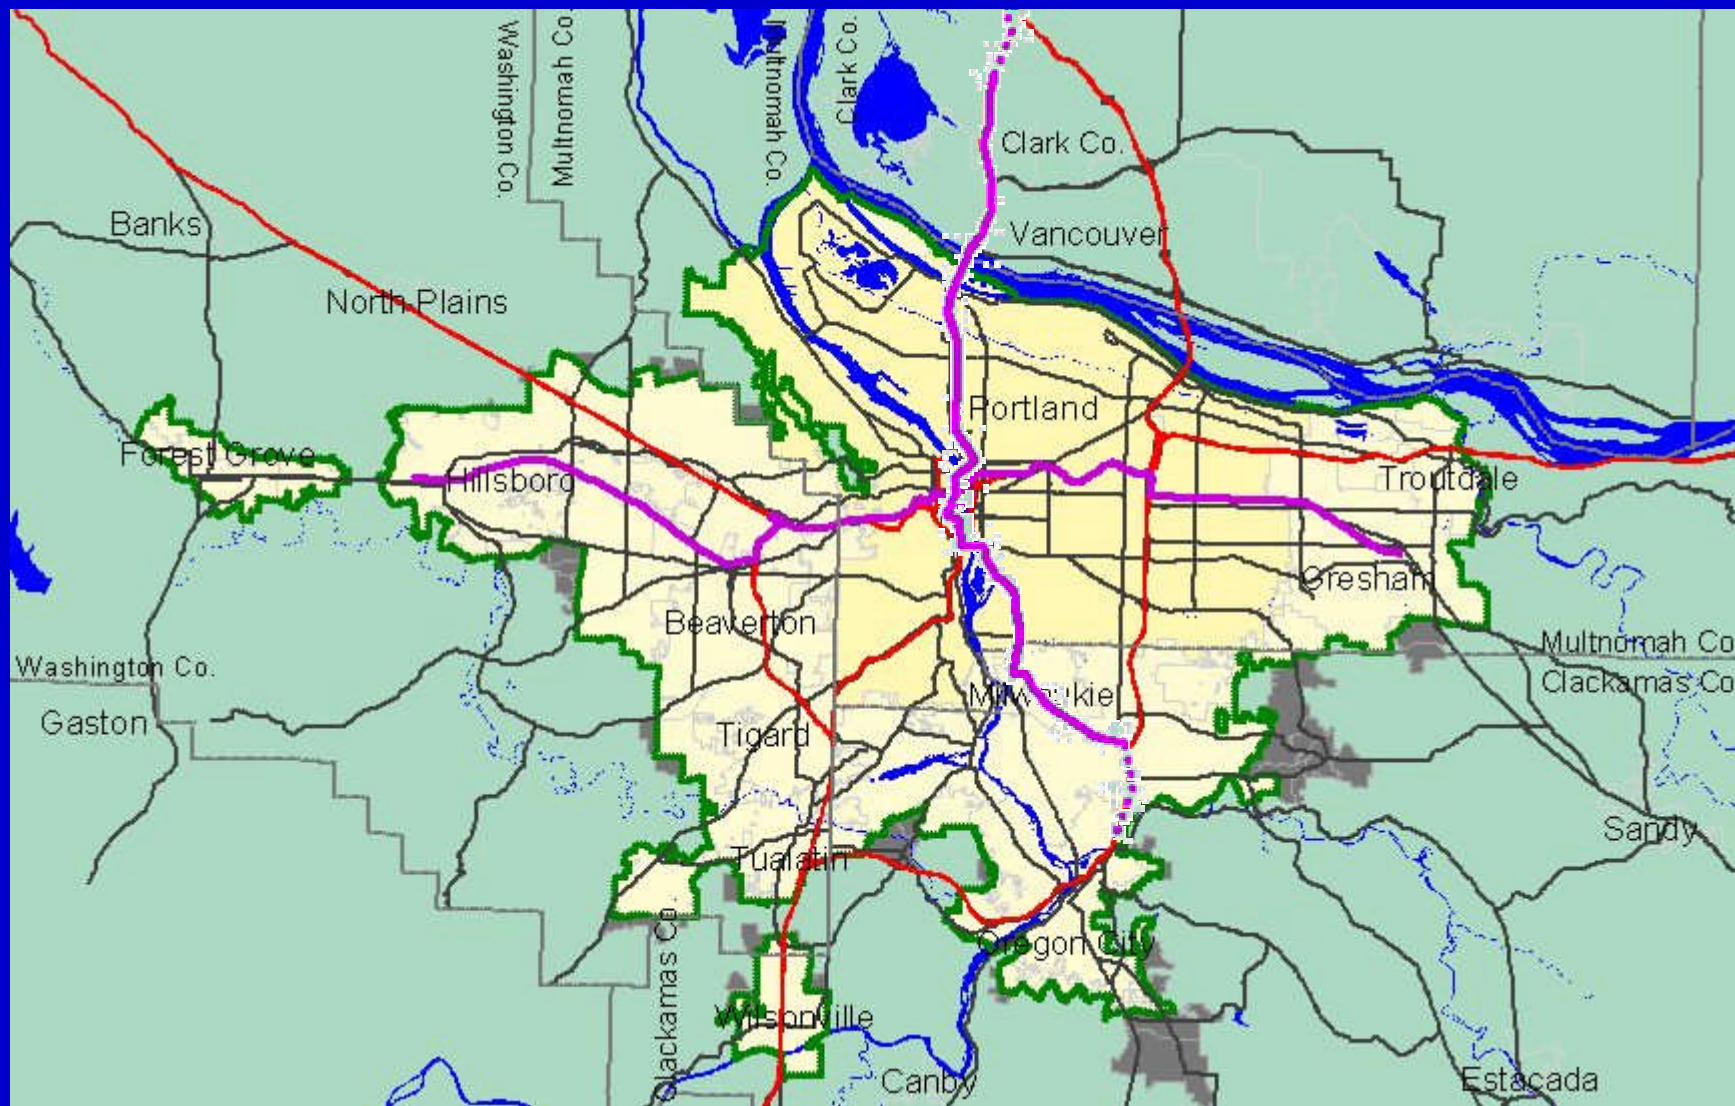 Washington Co.
Multnomah Co.
Multnomah Co.
Clark Co.
Clark Co.
Banks
Vancouver
North Plains
Portland
Forest Grove
Hillsboro
Troutdale
Gresham
Beaverton
Multnomah Co
Washington Co.
Clackamas Co
Milwaukie
Gaston
Tigard
Sandy
Tualatin
Clackamas Co.
Oregon City
Wilsonville
Canby
Estacada